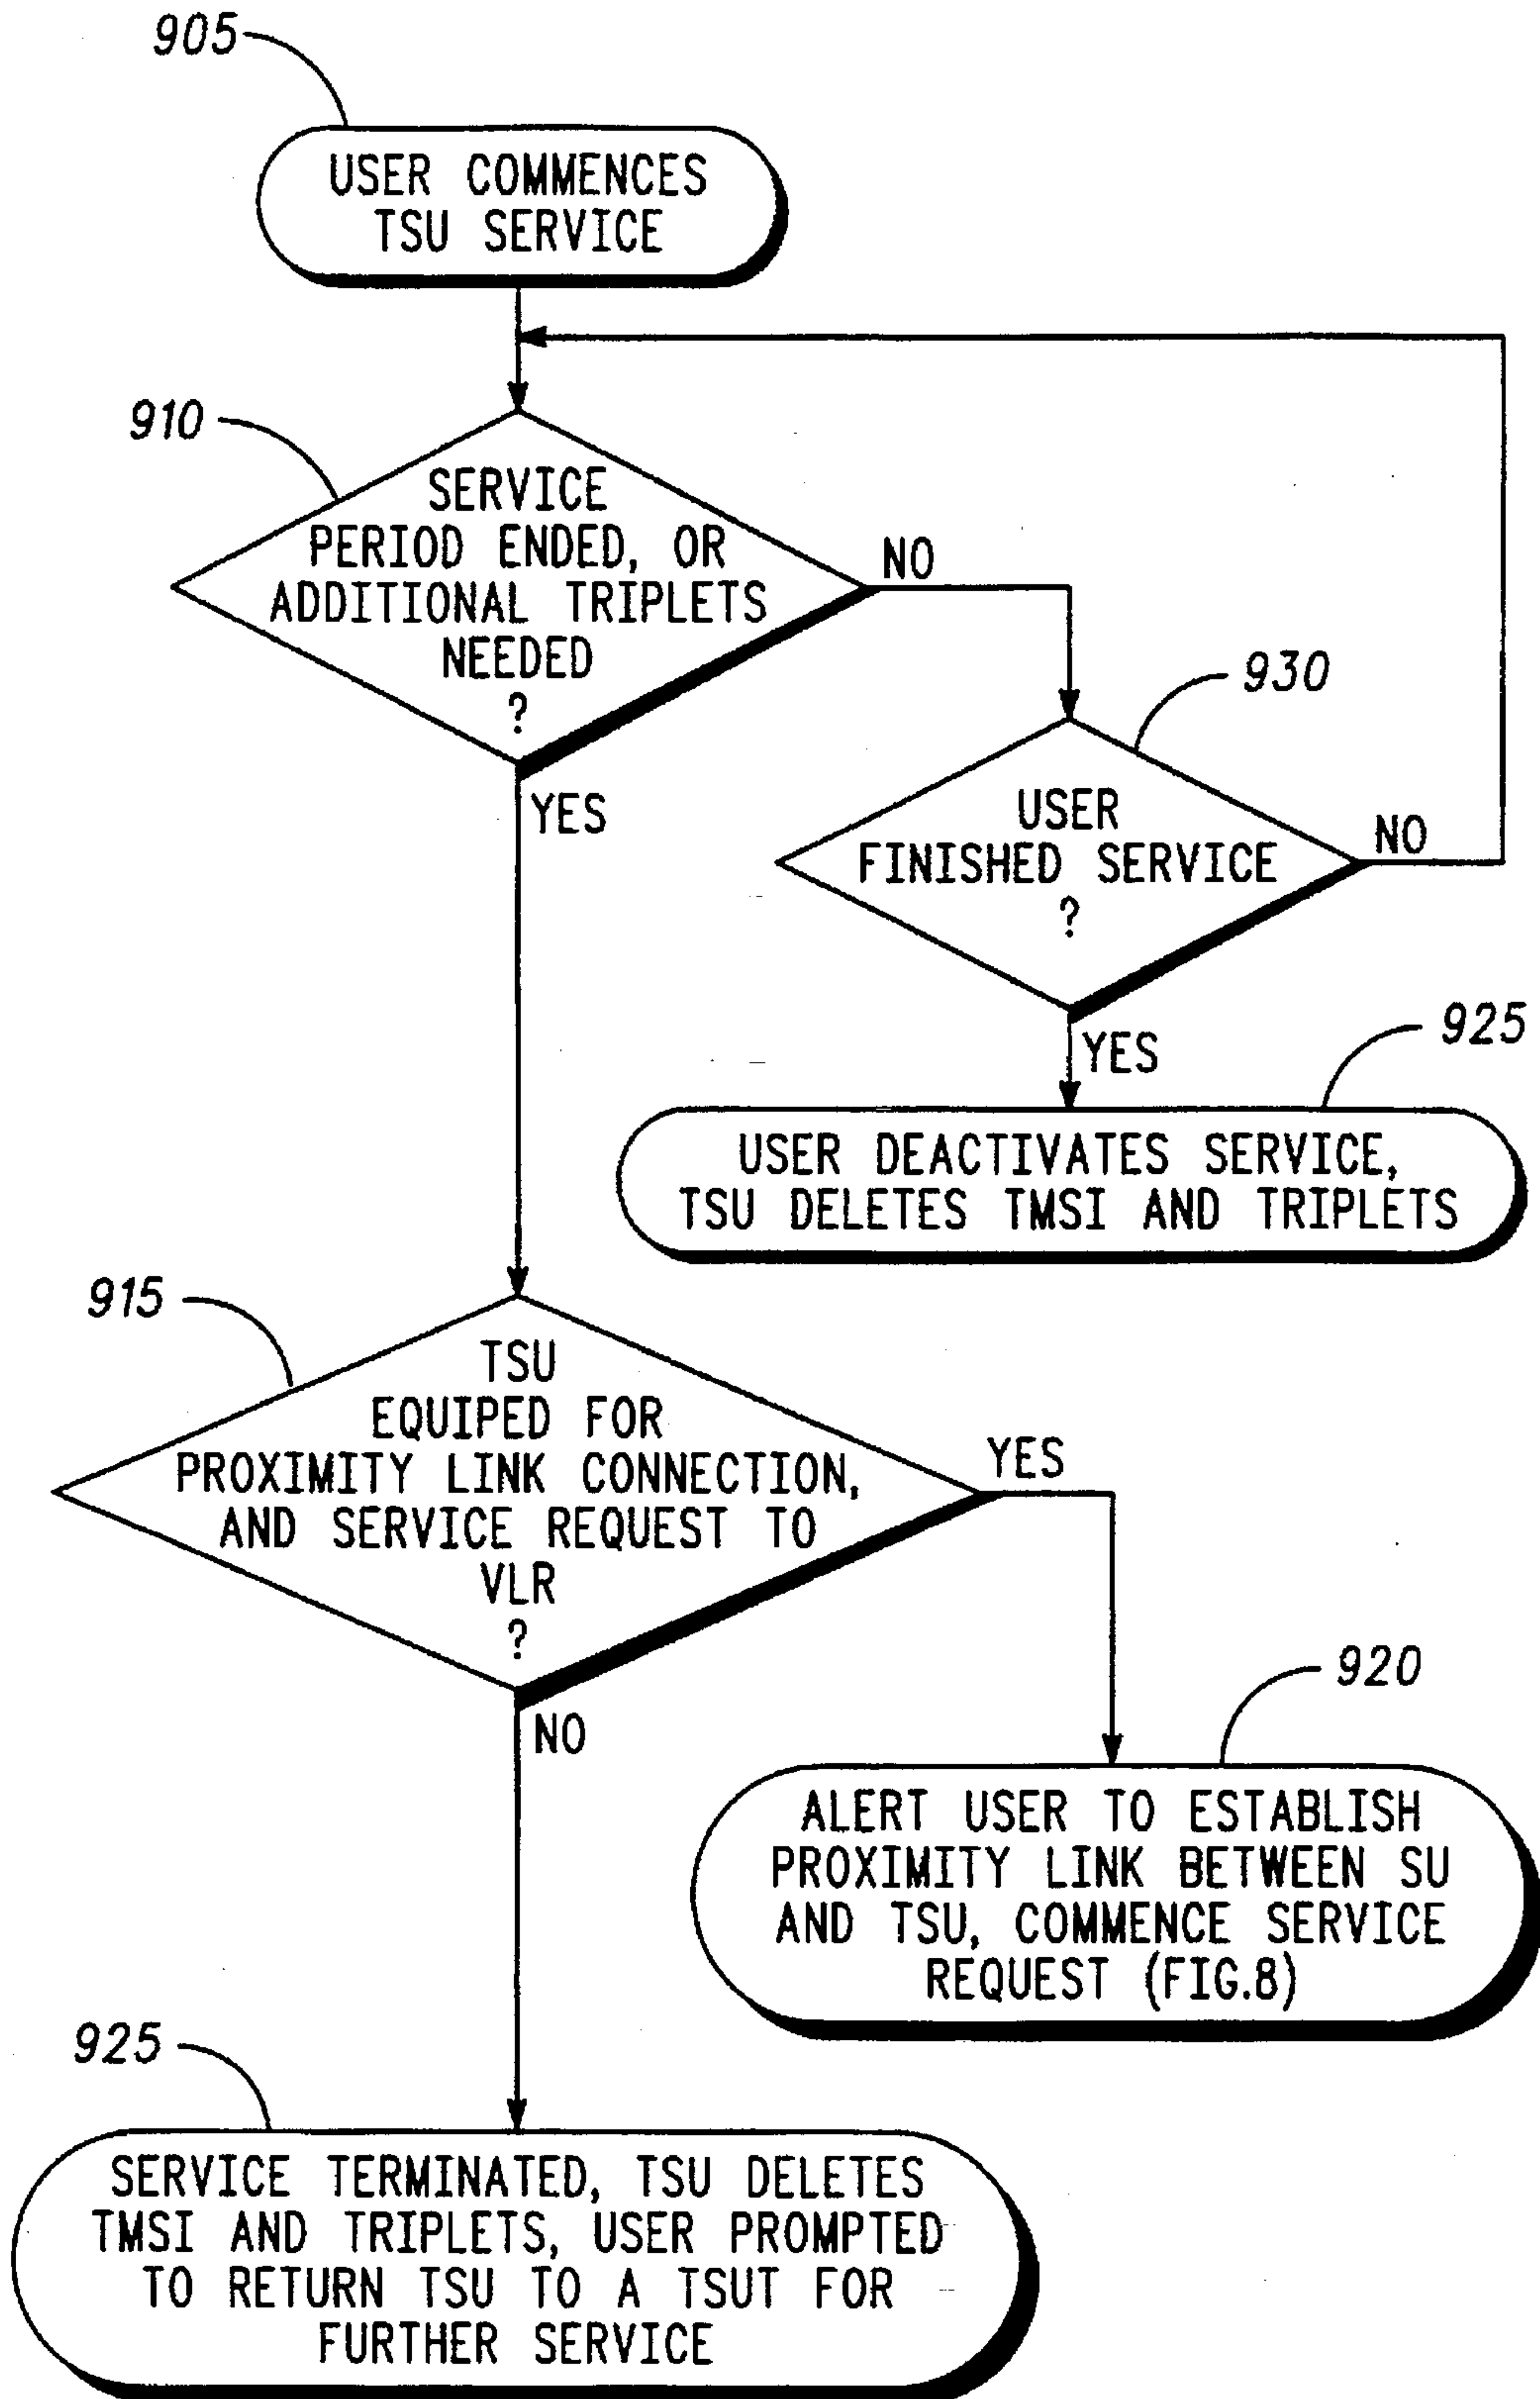 905
USER COMMENCES
TSU SERVICE
910
SERVICE
PERIOD ENDED, OR
ADDITIONAL TRIPLETS
NEEDED
?
NO
YES
930
USER
FINISHED SERVICE
?
NO
YES
925
USER DEACTIVATES SERVICE,
TSU DELETES TMSI AND TRIPLETS
915
TSU
EQUIPED FOR
PROXIMITY LINK CONNECTION,
AND SERVICE REQUEST TO
VLR
?
YES
NO
920
ALERT USER TO ESTABLISH
PROXIMITY LINK BETWEEN SU
AND TSU, COMMENCE SERVICE
REQUEST (FIG.8)
925
SERVICE TERMINATED, TSU DELETES
TMSI AND TRIPLETS, USER PROMPTED
TO RETURN TSU TO A TSUT FOR
FURTHER SERVICE